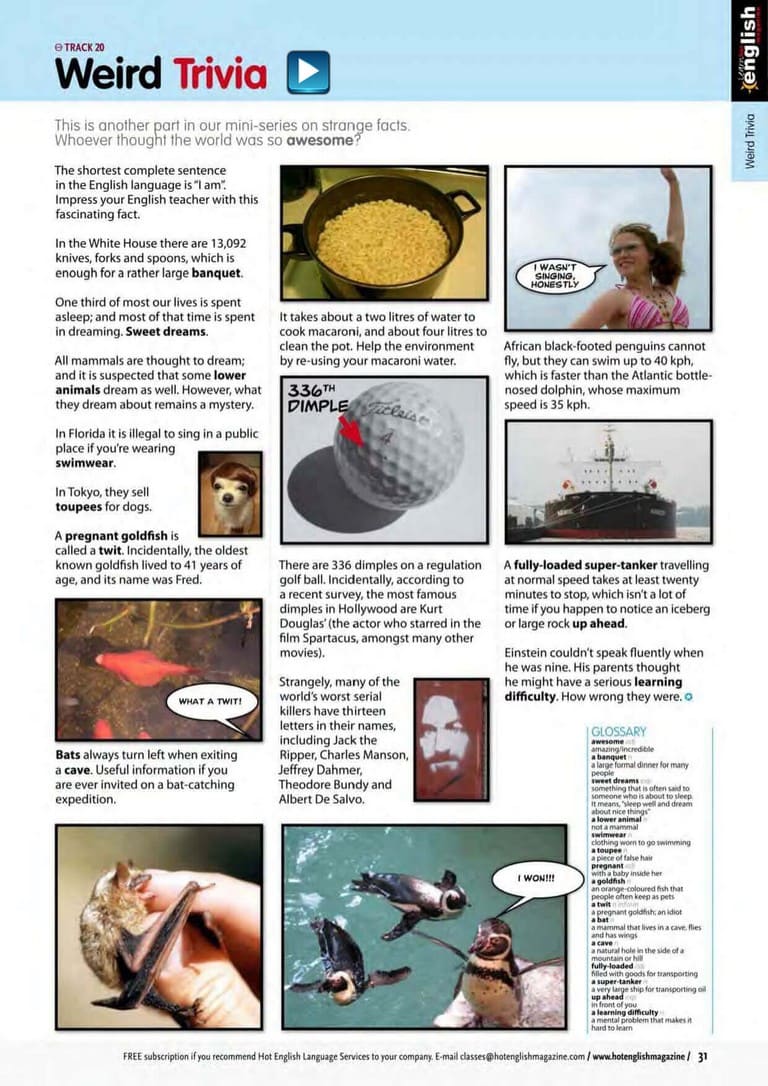 TRACK 20
Weird Trivia
Learn hot
english
magazine
Weird Trivia
This is another part in our mini-series on strange facts.
Whoever thought the world was so awesome?
The shortest complete sentence
in the English language is "I am".
Impress your English teacher with this
fascinating fact.
In the White House there are 13,092
knives, forks and spoons, which is
enough for a rather large banquet.
One third of most our lives is spent
asleep; and most of that time is spent
in dreaming. Sweet dreams.
All mammals are thought to dream;
and it is suspected that some lower
animals dream as well. However, what
they dream about remains a mystery.
In Florida it is illegal to sing in a public
place if you're wearing
swimwear.
In Tokyo, they sell
toupees for dogs.
A pregnant goldfish is
called a twit. Incidentally, the oldest
known goldfish lived to 41 years of
age, and its name was Fred.
WHAT A TWIT!
Bats always turn left when exiting
a cave. Useful information if you
are ever invited on a bat-catching
expedition.
It takes about a two litres of water to
cook macaroni, and about four litres to
clean the pot. Help the environment
by re-using your macaroni water.
336TH
DIMPLE
Titleist
4
There are 336 dimples on a regulation
golf ball. Incidentally, according to
a recent survey, the most famous
dimples in Hollywood are Kurt
Douglas' (the actor who starred in the
film Spartacus, amongst many other
movies).
Strangely, many of the
world's worst serial
killers have thirteen
letters in their names,
including Jack the
Ripper, Charles Manson,
Jeffrey Dahmer,
Theodore Bundy and
Albert De Salvo.
I WON!!!
I WASN'T
SINGING,
HONESTLY
African black-footed penguins cannot
fly, but they can swim up to 40 kph,
which is faster than the Atlantic bottle-
nosed dolphin, whose maximum
speed is 35 kph.
A fully-loaded super-tanker travelling
at normal speed takes at least twenty
minutes to stop, which isn't a lot of
time if you happen to notice an iceberg
or large rock up ahead.
Einstein couldn't speak fluently when
he was nine. His parents thought
he might have a serious learning
difficulty. How wrong they were.
GLOSSARY
awesome adj
amazing/incredible
a banquet n
a large formal dinner for many
people
sweet dreams exp
something that is often said to
someone who is about to sleep.
It means, "sleep well and dream
about nice things"
a lower animal n
not a mammal
swimwear n
clothing worn to go swimming
a toupee n
a piece of false hair
pregnant adj
with a baby inside her
a goldfish n
an orange-coloured fish that
people often keep as pets
a twit n inform
a pregnant goldfish; an idiot
a bat n
a mammal that lives in a cave, flies
and has wings
a cave n
a natural hole in the side of a
mountain or hill
fully-loaded adj
filled with goods for transporting
a super-tanker n
a very large ship for transporting oil
up ahead exp
in front of you
a learning difficulty n
a mental problem that makes it
hard to learn
FREE subscription if you recommend Hot English Language Services to your company. E-mail classes@hotenglishmagazine.com / www.hotenglishmagazine / 31